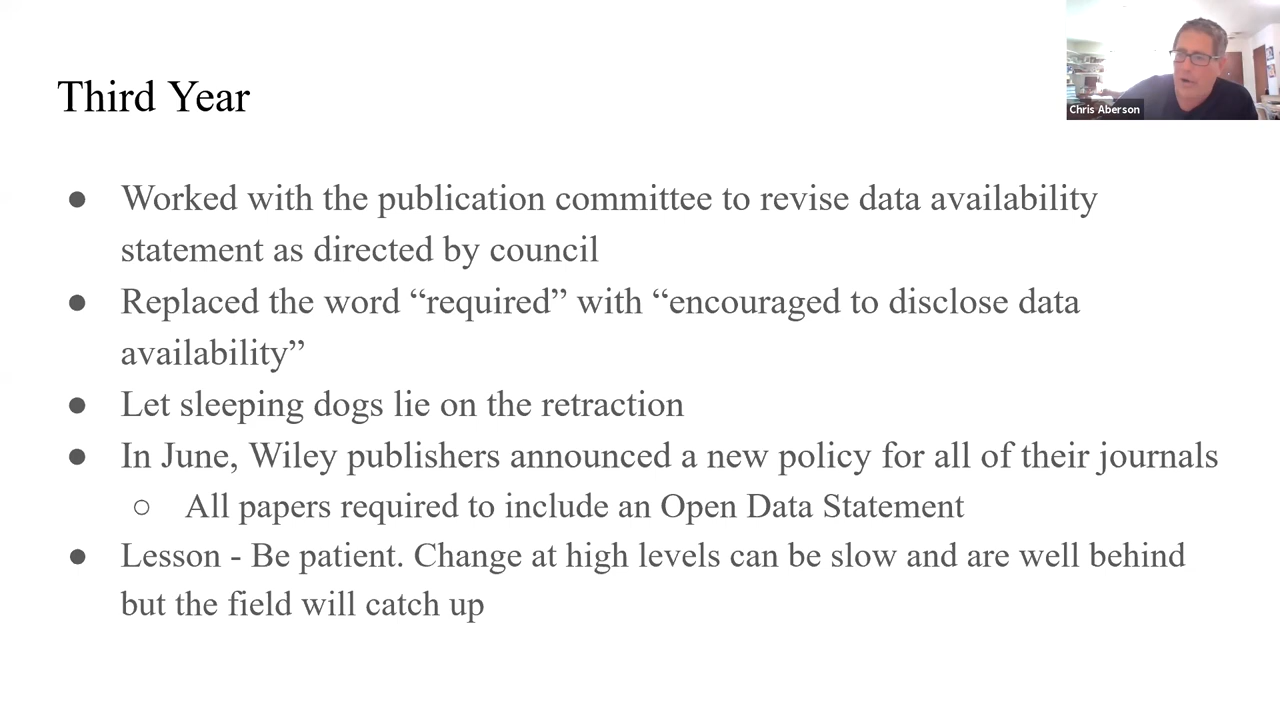 Third Year
Chris Aberson
● Worked with the publication committee to revise data availability
statement as directed by council
● Replaced the word “required” with “encouraged to disclose data
availability”
● Let sleeping dogs lie on the retraction
● In June, Wiley publishers announced a new policy for all of their journals
○ All papers required to include an Open Data Statement
● Lesson - Be patient. Change at high levels can be slow and are well behind
but the field will catch up